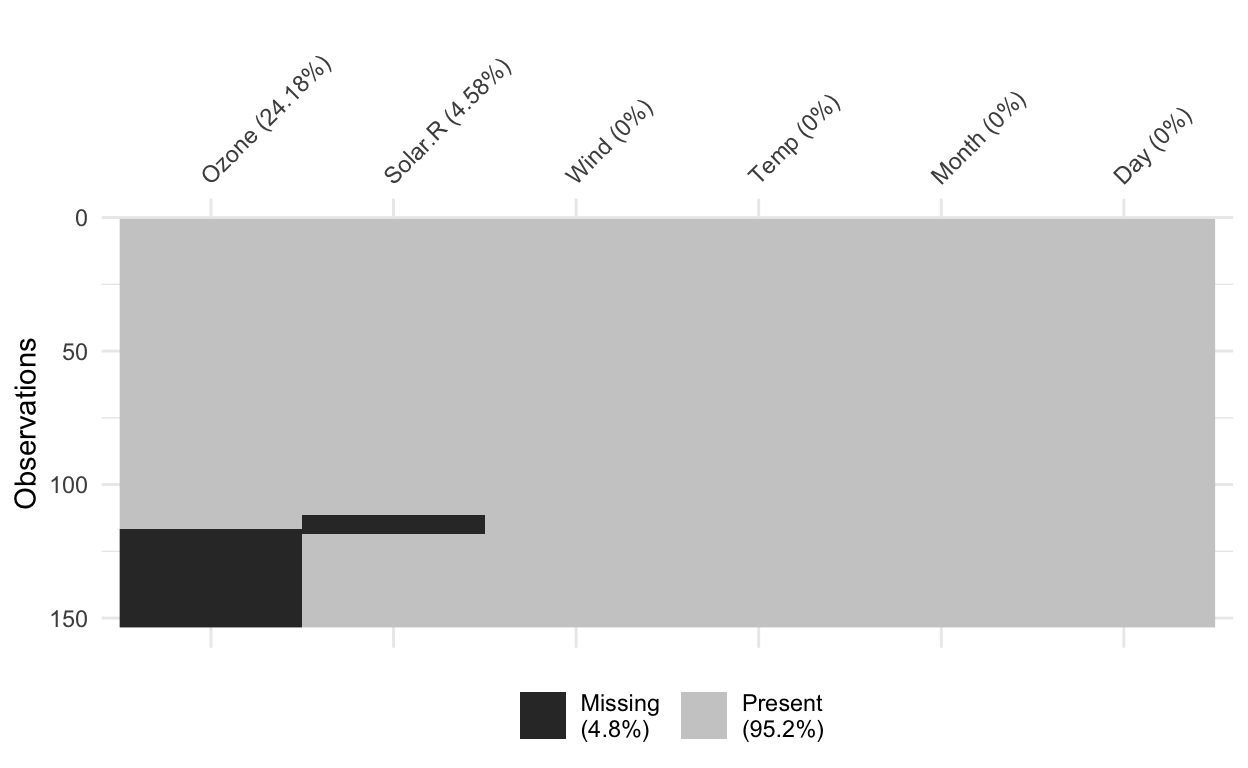 Ozone (24.18%)
Solar.R (4.58%)
Wind (0%)
Temp (0%)
Month (0%)
Day (0%)
0
50
100
150
Observations
Missing
(4.8%)
Present
(95.2%)